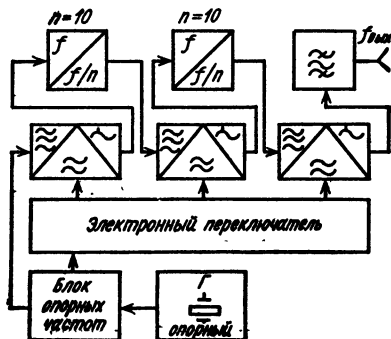 n=10 n=10
f f fвых
f/n f/n
Электронный переключатель
Блок Г
опорных
частот опорный